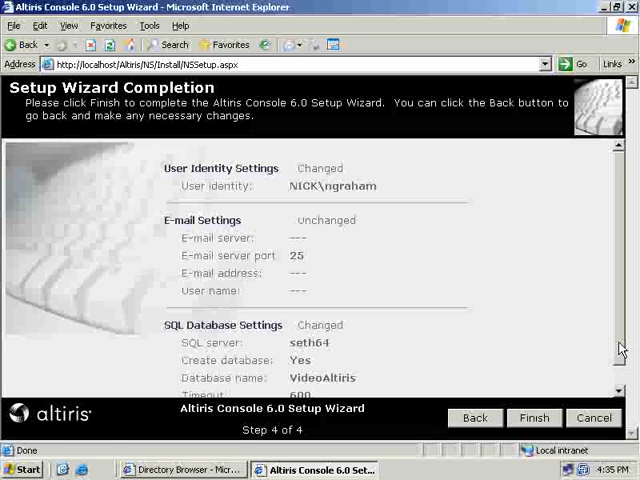 Altiris Console 6.0 Setup Wizard - Microsoft Internet Explorer
File Edit View Favorites Tools Help
Back Search Favorites
Address http://localhost/Altiris/NS/Install/NSSetup.aspx Go Links »
Setup Wizard Completion
Please click Finish to complete the Altiris Console 6.0 Setup Wizard. You can click the Back button to
go back and make any necessary changes.
User Identity Settings Changed
User identity: NICK\ngraham
E-mail Settings Unchanged
E-mail server: ---
E-mail server port 25
E-mail address: ---
User name: ---
SQL Database Settings Changed
SQL server: seth64
Create database: Yes
Database name: VideoAltiris
Timeout: 600
altiris
Altiris Console 6.0 Setup Wizard
Step 4 of 4
Back Finish Cancel
Done Local intranet
Start Directory Browser - Micr... Altiris Console 6.0 Set... 4:35 PM